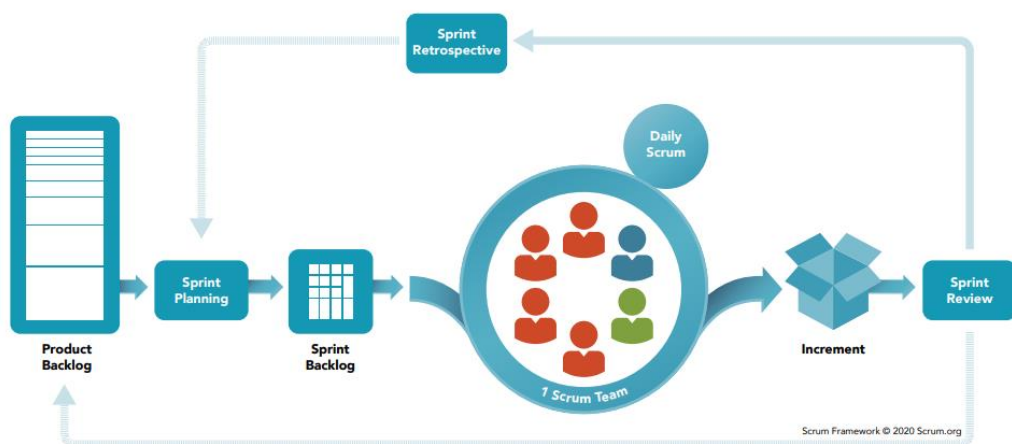 Sprint
Retrospective
Daily
Scrum
Sprint
Planning
Sprint
Review
Product
Backlog
Sprint
Backlog
Increment
1 Scrum Team
Scrum Framework © 2020 Scrum.org